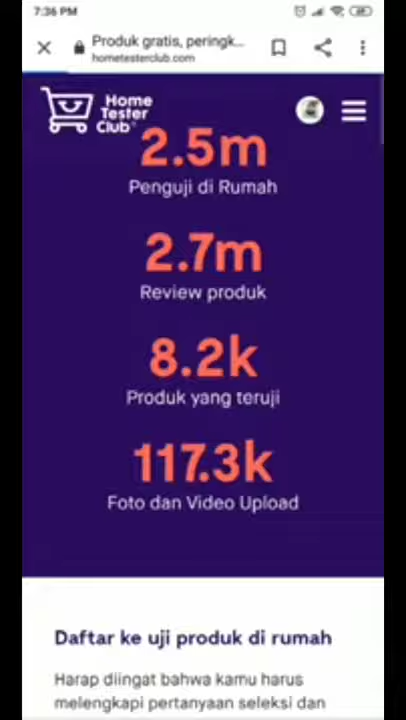 7:36 PM
Produk gratis, peringk...
hometesterclub.com
Home
Tester
Club
2.5m
Penguji di Rumah
2.7m
Review produk
8.2k
Produk yang teruji
117.3k
Foto dan Video Upload
Daftar ke uji produk di rumah
Harap diingat bahwa kamu harus
melengkapi pertanyaan seleksi dan